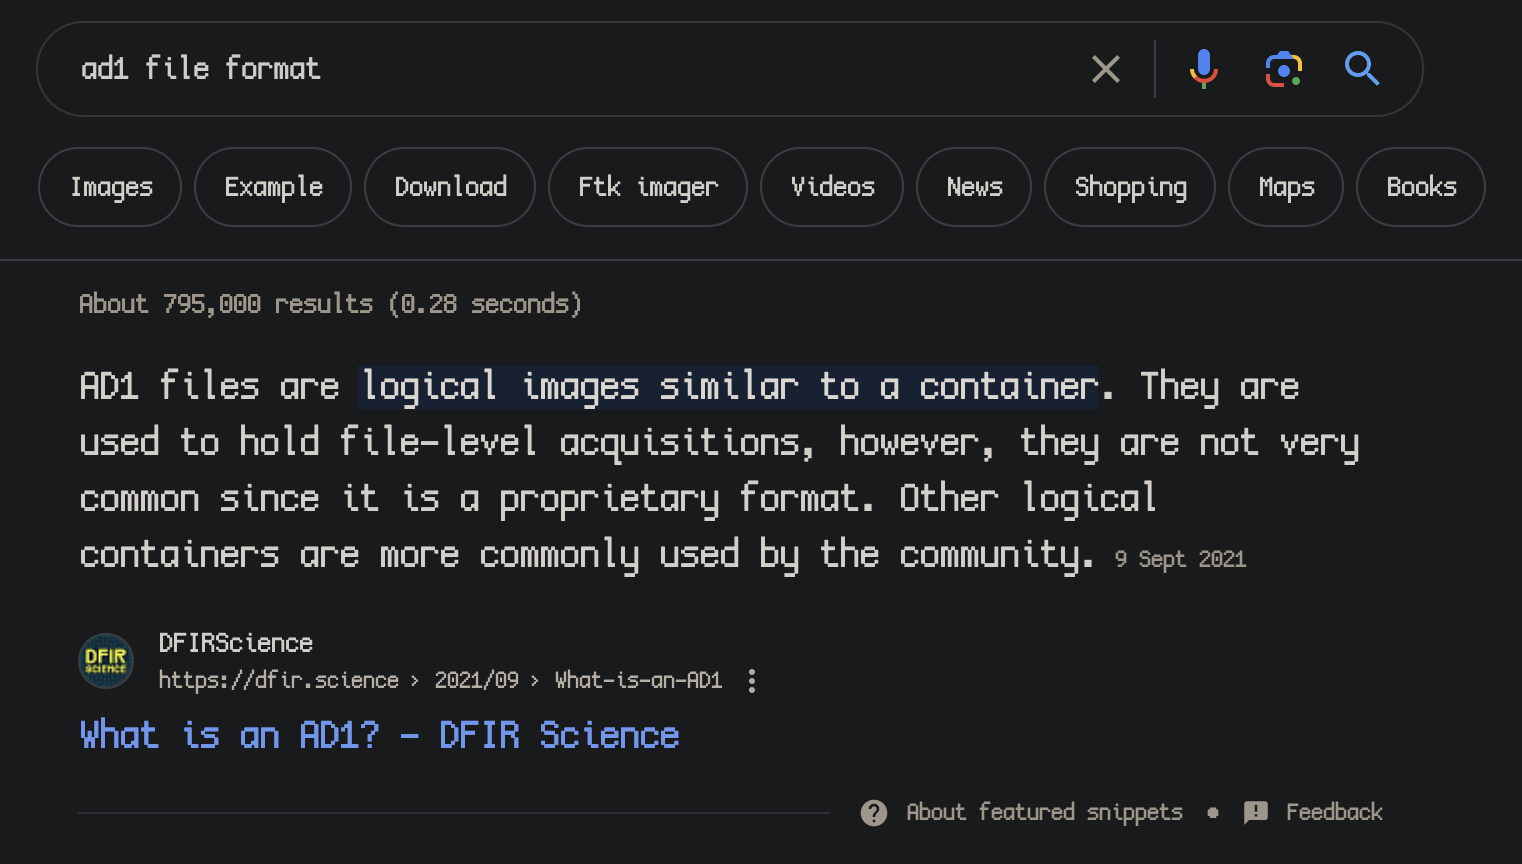 ad1 file format
Images Example Download Ftk imager Videos News Shopping Maps Books
About 795,000 results (0.28 seconds)
AD1 files are logical images similar to a container. They are
used to hold file-level acquisitions, however, they are not very
common since it is a proprietary format. Other logical
containers are more commonly used by the community. 9 Sept 2021
DFIR
SCIENCE
DFIRScience
https://dfir.science › 2021/09 › What-is-an-AD1
What is an AD1? - DFIR Science
About featured snippets • Feedback